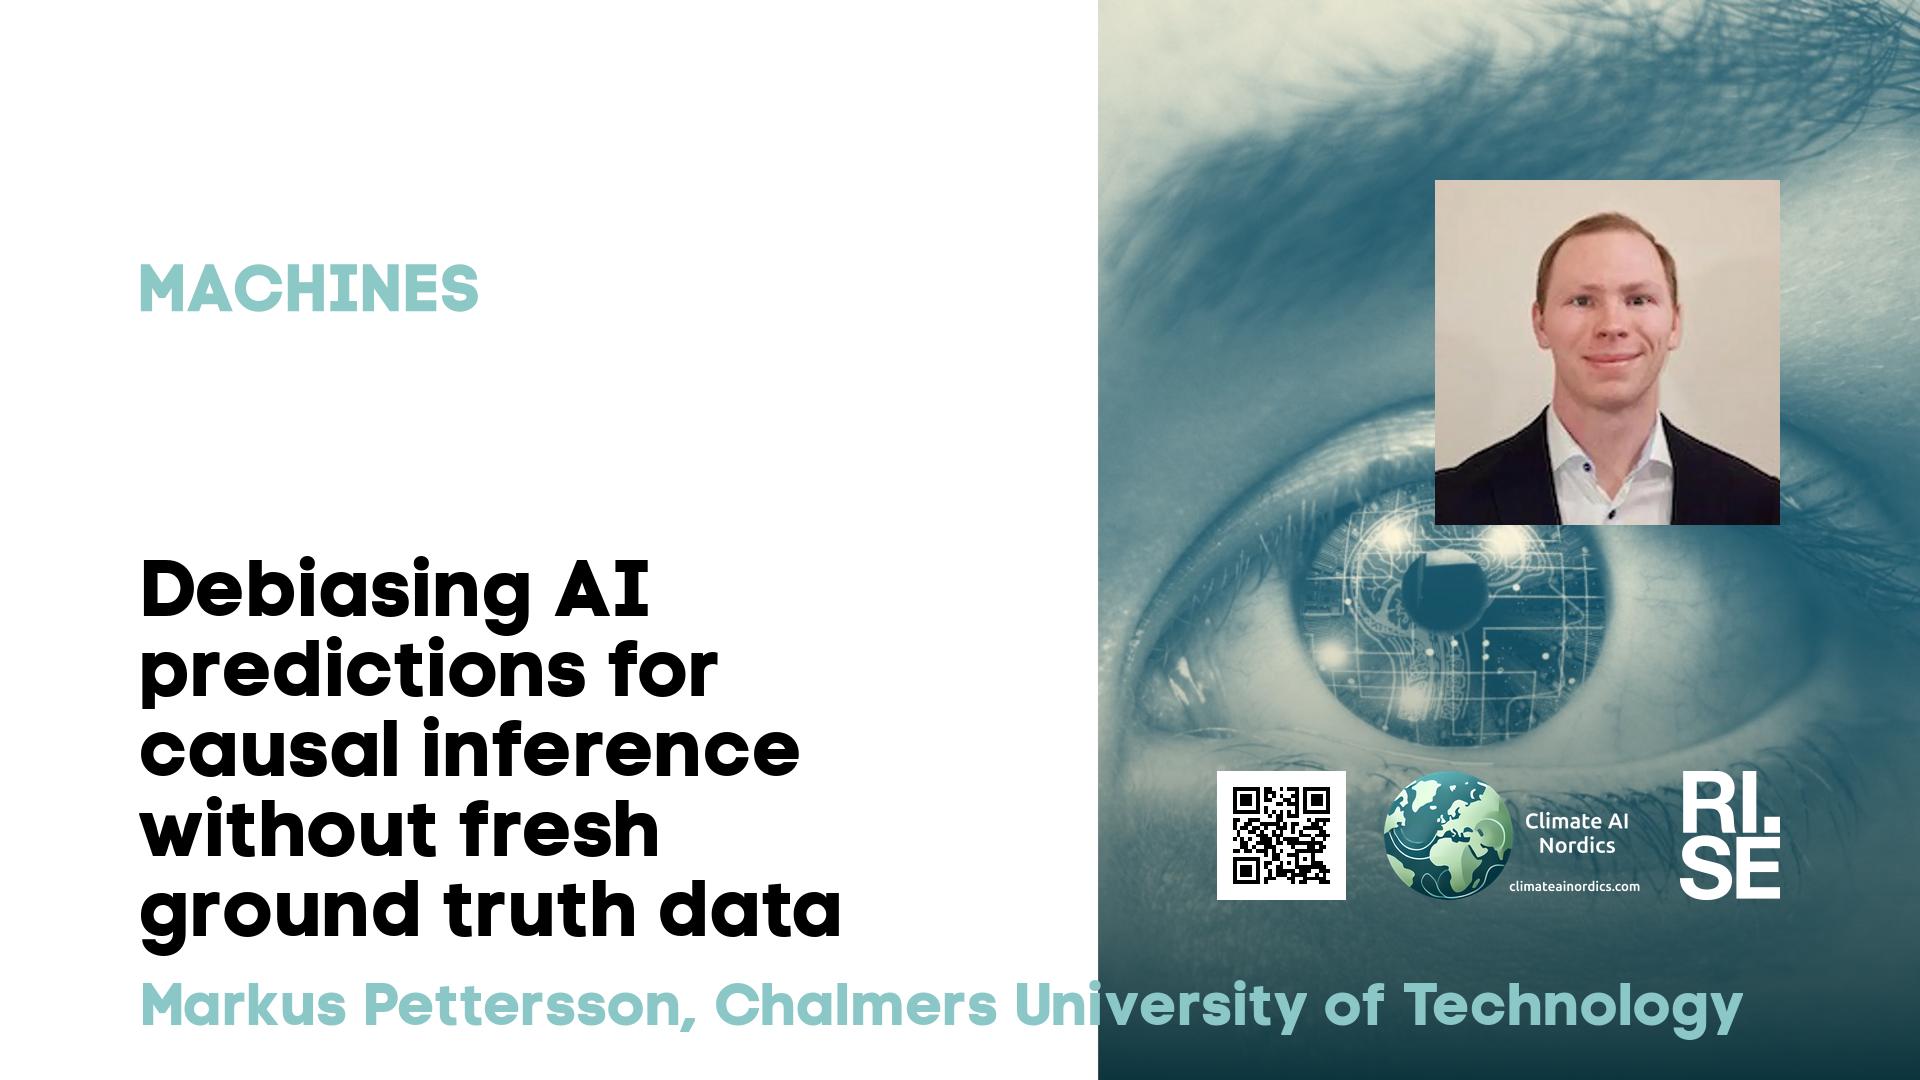 MACHINES
Debiasing AI
predictions for
causal inference
without fresh
ground truth data
Markus Pettersson, Chalmers University of Technology
Climate AI
Nordics
climateainordics.com
RI.
SE